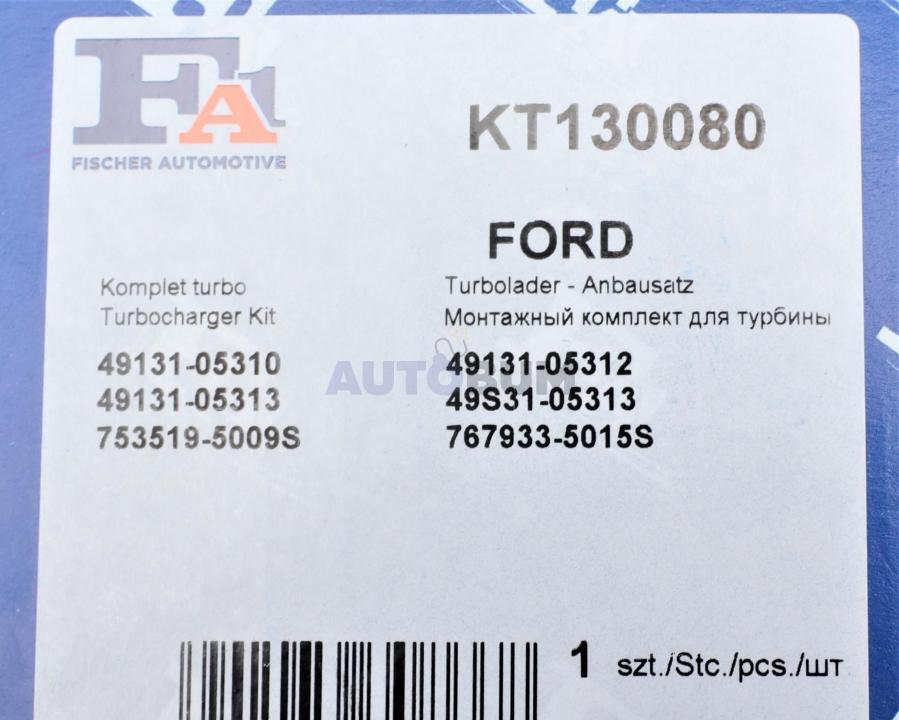 FA1
FISCHER AUTOMOTIVE
KT130080
FORD
Komplet turbo
Turbocharger Kit
Turbolader - Anbausatz
Монтажный комплект для турбины
49131-05310 49131-05312
AUTOBUM
49131-05313 49S31-05313
753519-5009S 767933-5015S
1 szt./Stc./pcs./шт